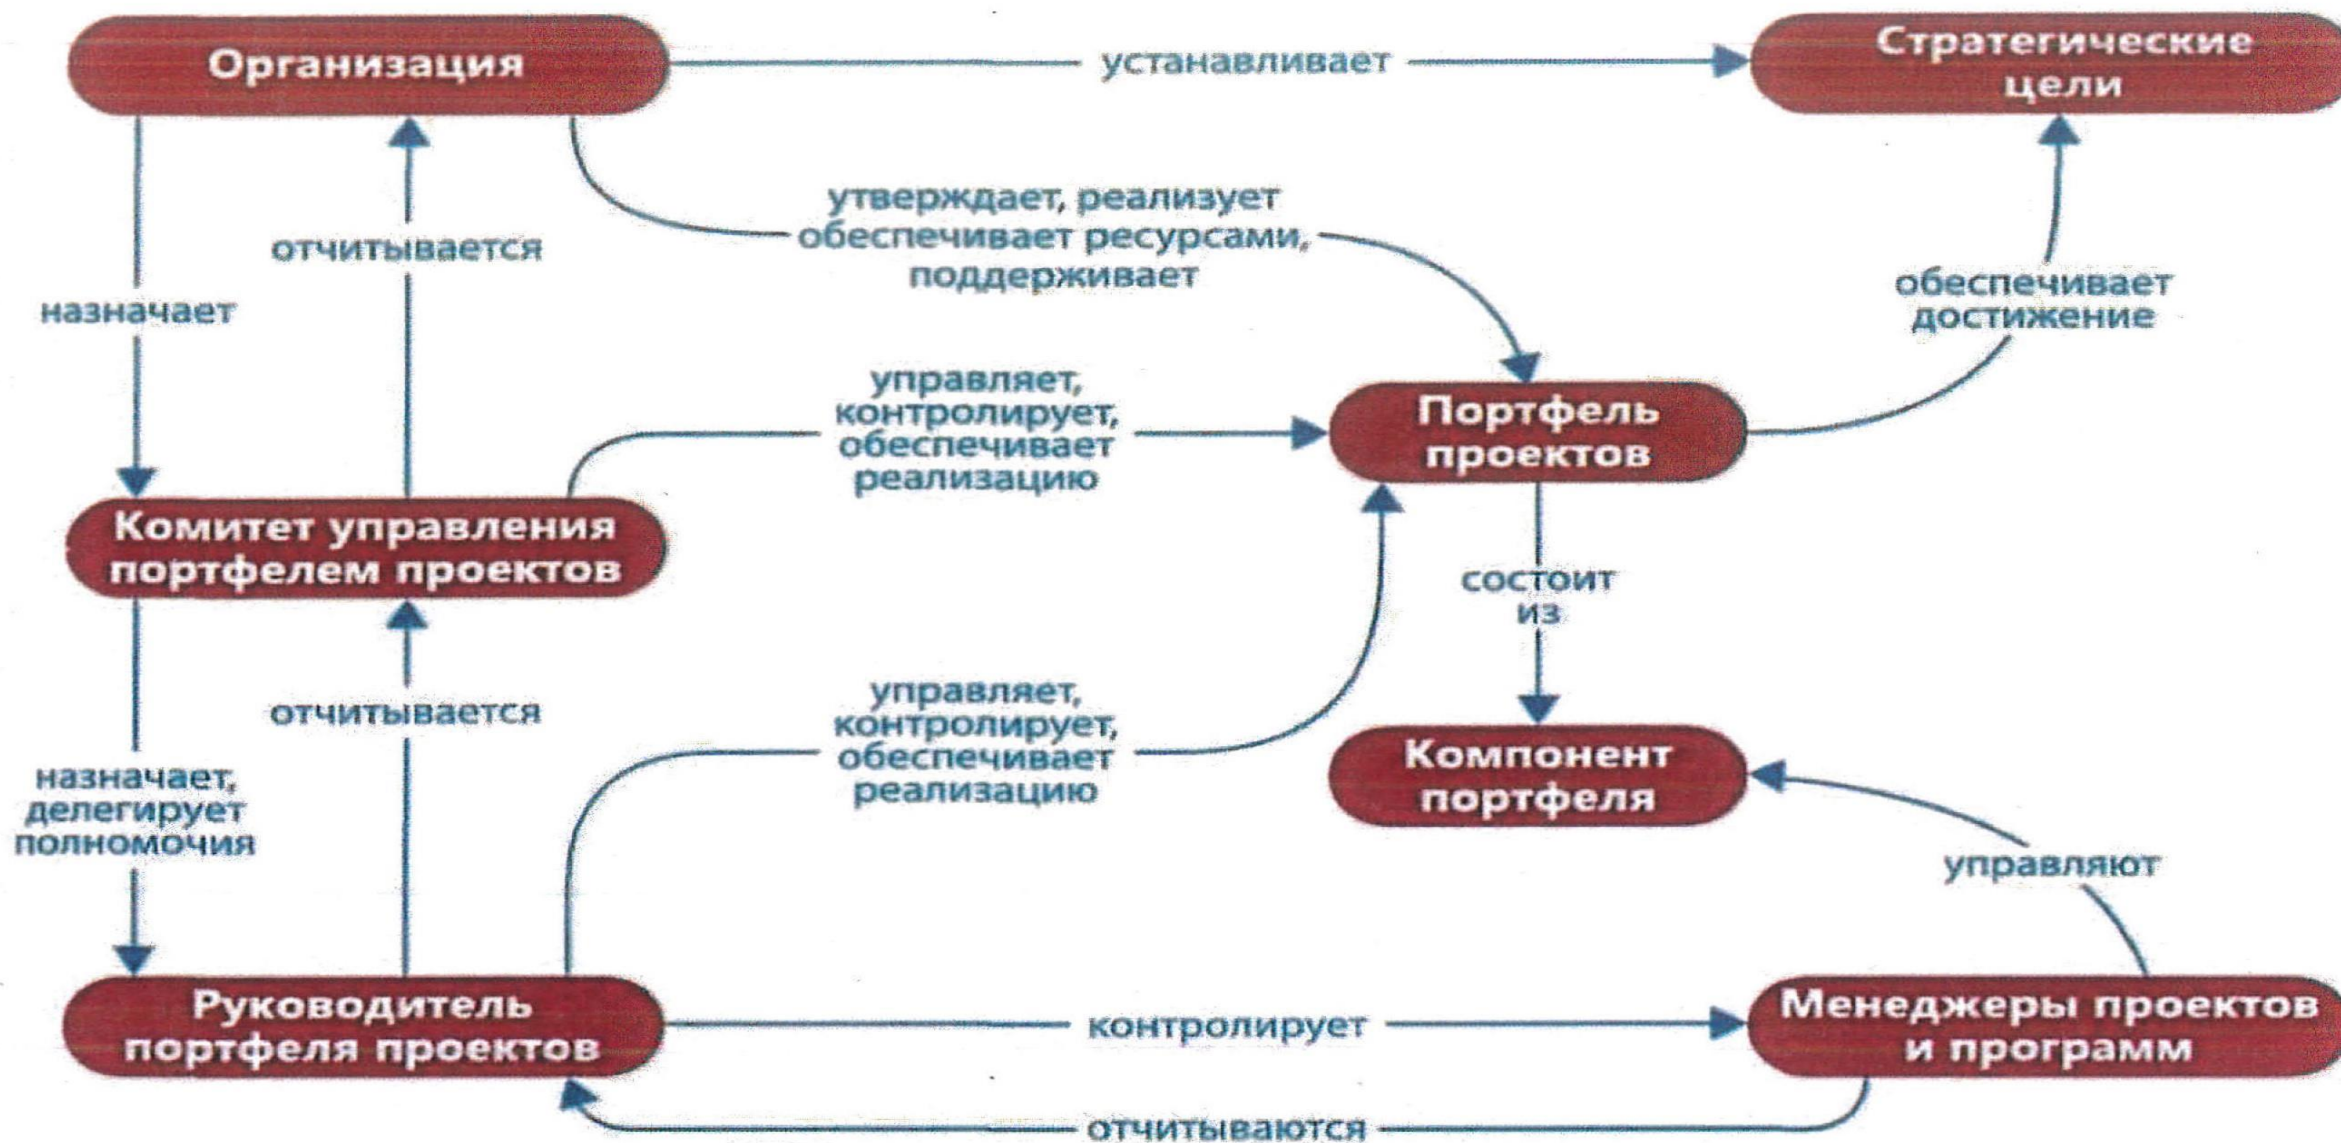 Организация
устанавливает
Стратегические
цели
утверждает, реализует
обеспечивает ресурсами,
поддерживает
отчитывается
назначает
обеспечивает
достижение
управляет,
контролирует,
обеспечивает
реализацию
Портфель
проектов
Комитет управления
портфелем проектов
состоит
из
отчитывается
управляет,
контролирует,
обеспечивает
реализацию
назначает,
делегирует
полномочия
Компонент
портфеля
управляют
Руководитель
портфеля проектов
контролирует
Менеджеры проектов
и программ
отчитываются